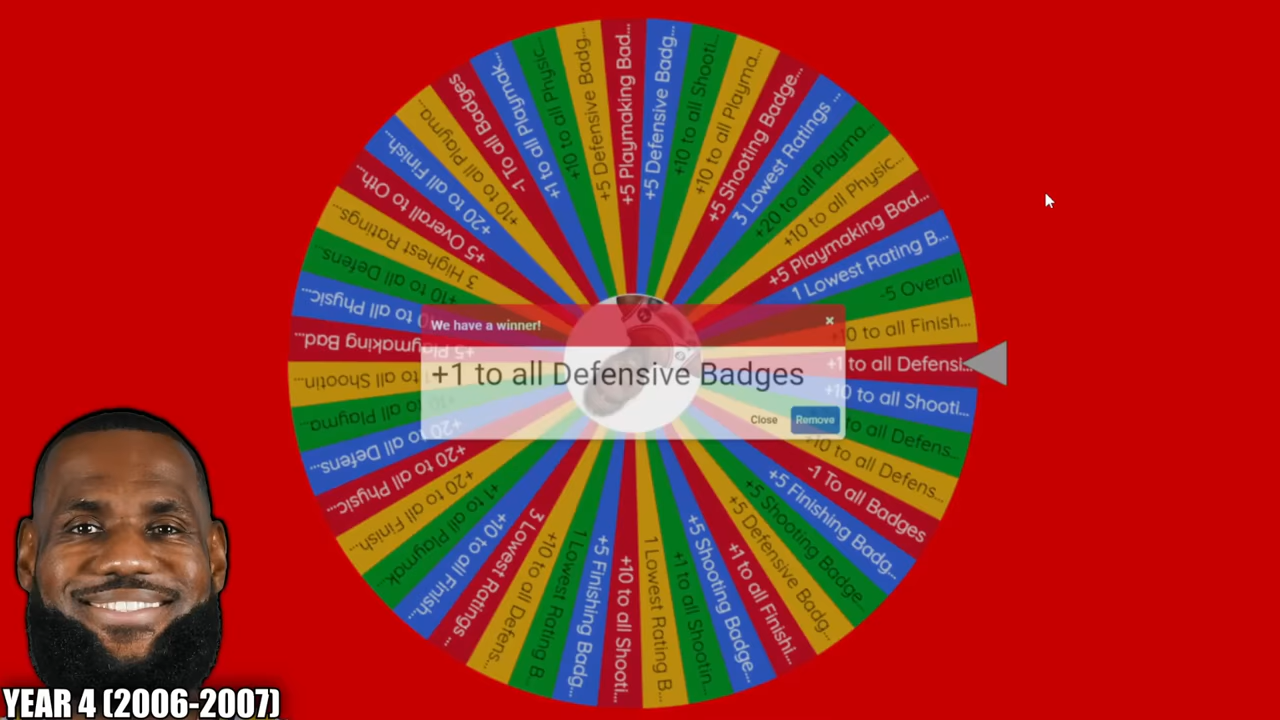 +5 Playmaking Bad...
+5 Defensive Badg...
+10 to all Shooti...
+10 to all Playma...
+5 Shooting Badge...
3 Lowest Ratings ...
+20 to all Playma...
+10 to all Physic...
+5 Playmaking Bad...
1 Lowest Rating B...
-5 Overall
+10 to all Finish...
+1 to all Defensi...
+10 to all Shooti...
to all Defens...
+10 to all Defens...
-1 To all Badges
+5 Finishing Badg...
+5 Shooting Badge...
+5 Defensive Badg...
+1 to all Finishi...
+5 Shooting Badge...
+1 to all Shootin...
1 Lowest Rating B...
+10 to all Shooti...
+5 Finishing Badg...
1 Lowest Rating B...
+10 to all Defens...
3 Lowest Ratings ...
+10 to all Finish...
+1 to all Playmak...
+20 to all Finish...
+20 to all Physic...
+20 to all Defens...
+20 to all Playma...
to all Shootin...
+5 Playmaking Bad...
to all Physic...
+10 to all Defens...
3 Highest Ratings...
+5 Overall to Oth...
+20 to all Finish...
+10 to all Playma...
-1 To all Badges
+1 to all Playmak...
+10 to all Physic...
+5 Defensive Badg...
We have a winner!
×
+1 to all Defensive Badges
Close
Remove
YEAR 4 (2006-2007)